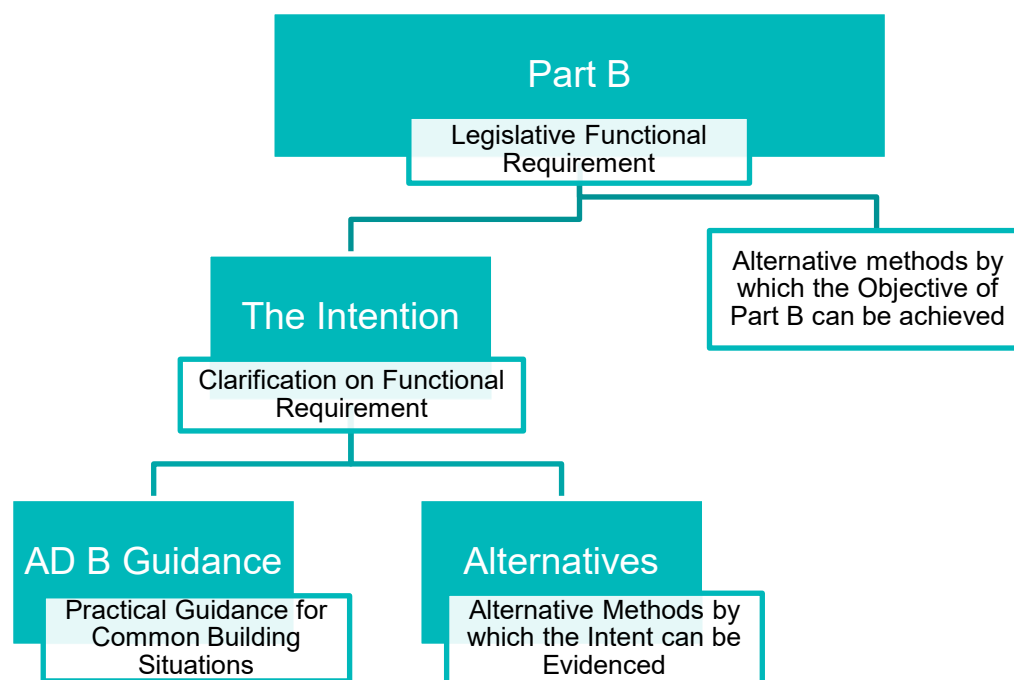 Part B
Legislative Functional
Requirement
Alternative methods by
which the Objective of
Part B can be achieved
The Intention
Clarification on Functional
Requirement
AD B Guidance
Practical Guidance for
Common Building
Situations
Alternatives
Alternative Methods by
which the Intent can be
Evidenced